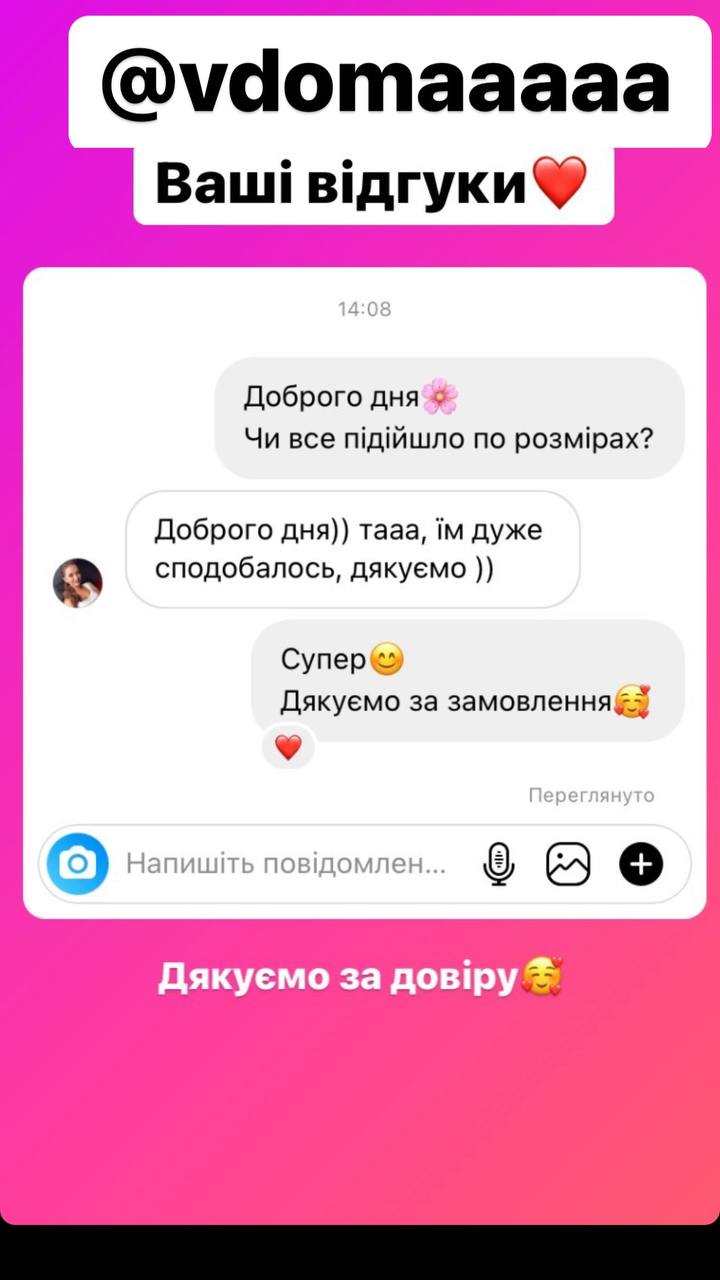 @vdomaaaaa
Ваші відгуки❤️
14:08
Доброго дня🌸
Чи все підійшло по розмірах?
Доброго дня)) тааа, їм дуже
сподобалось, дякуємо ))
Супер😊
Дякуємо за замовлення🥰
❤️
Переглянуто
Напишіть повідомлен...
Дякуємо за довіру🥰